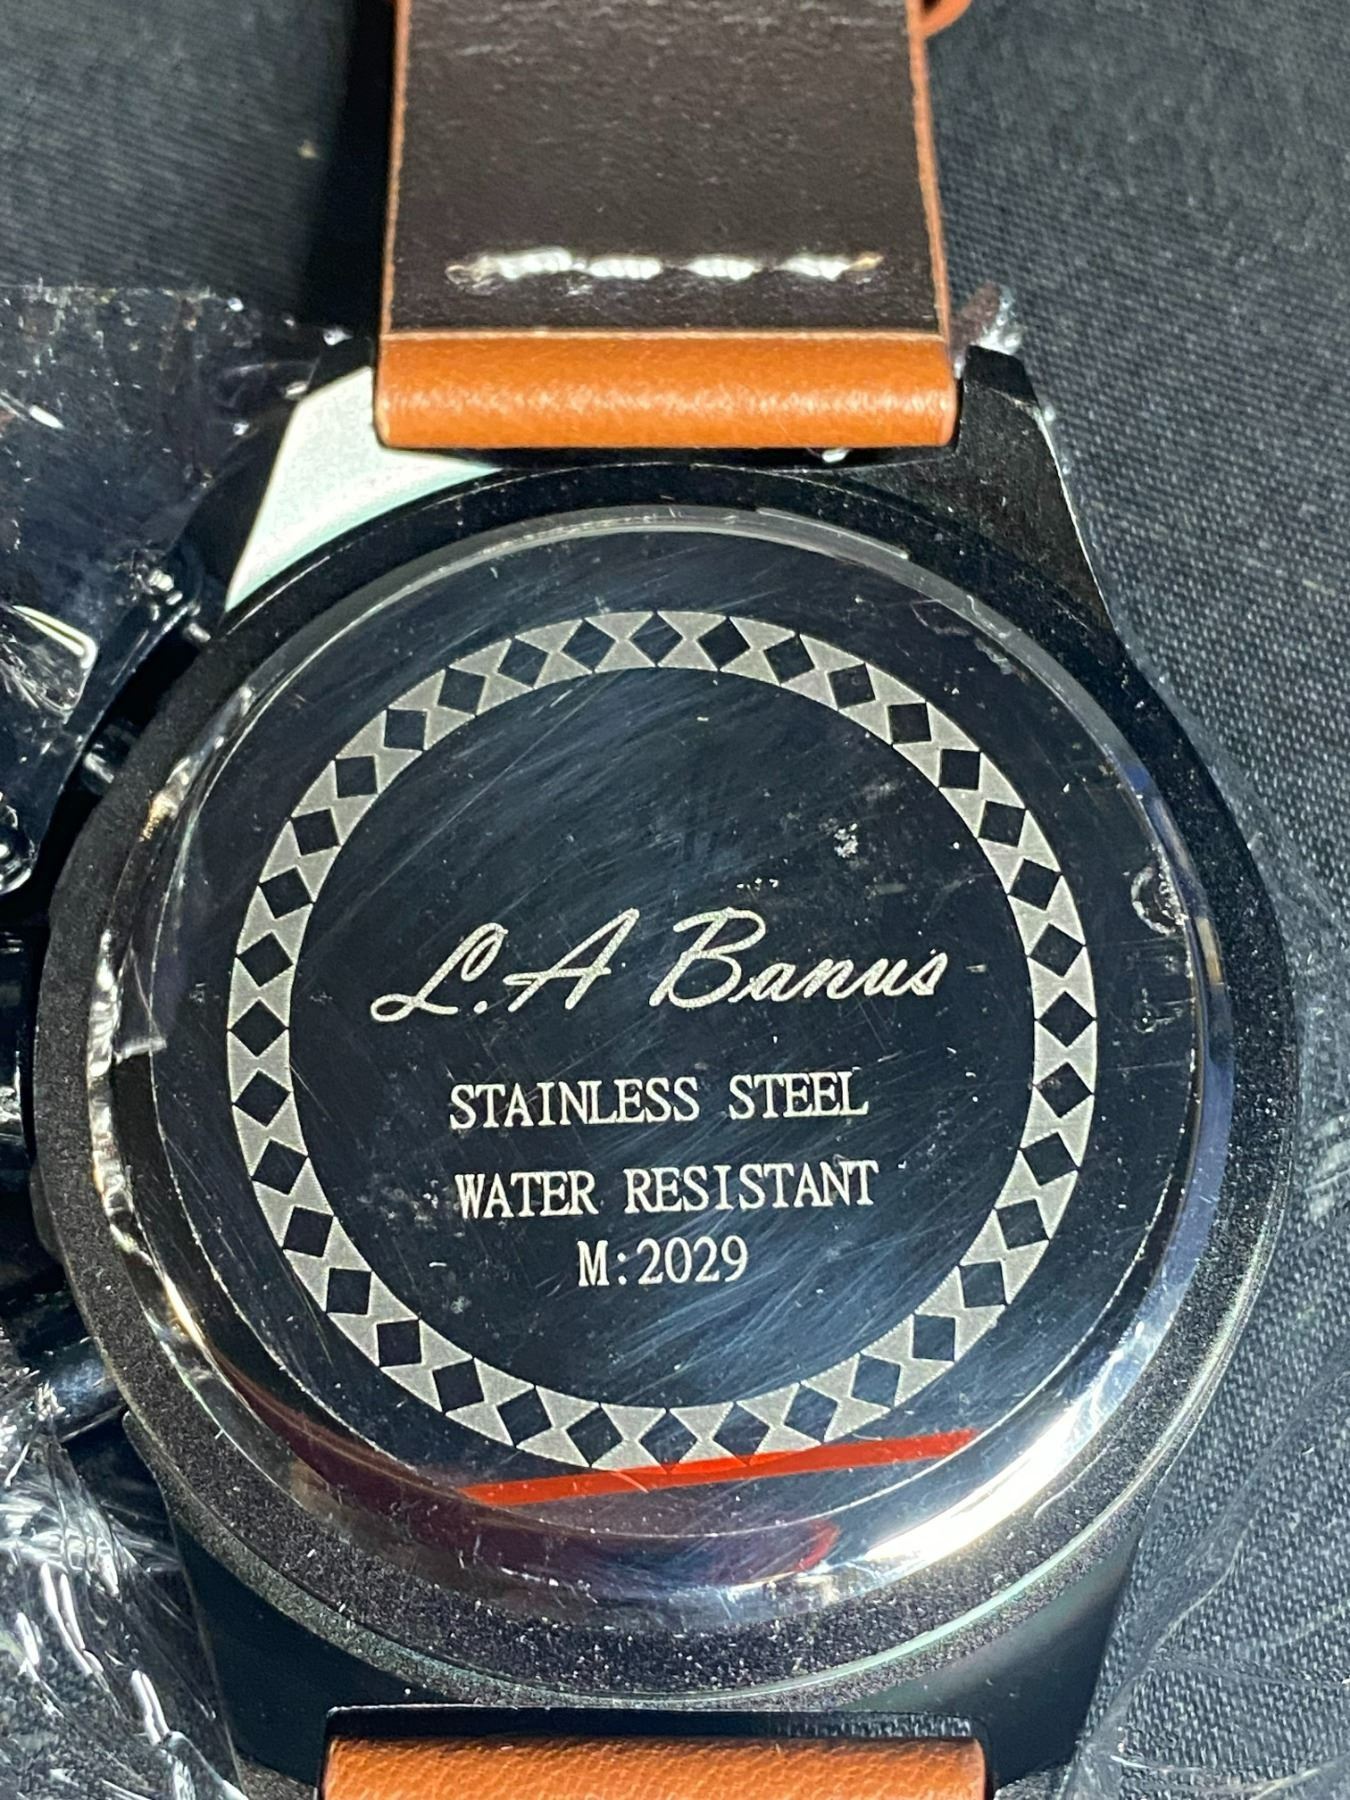 L.A Banus
STAINLESS STEEL
WATER RESISTANT
M:2029